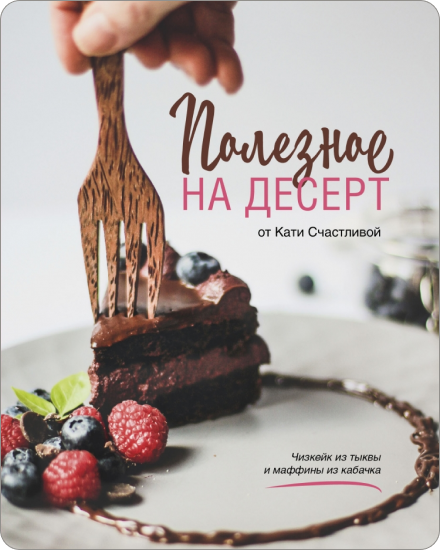 Полезное
НА ДЕСЕРТ
от Кати Счастливой
Чизкейк из тыквы
и маффины из кабачка